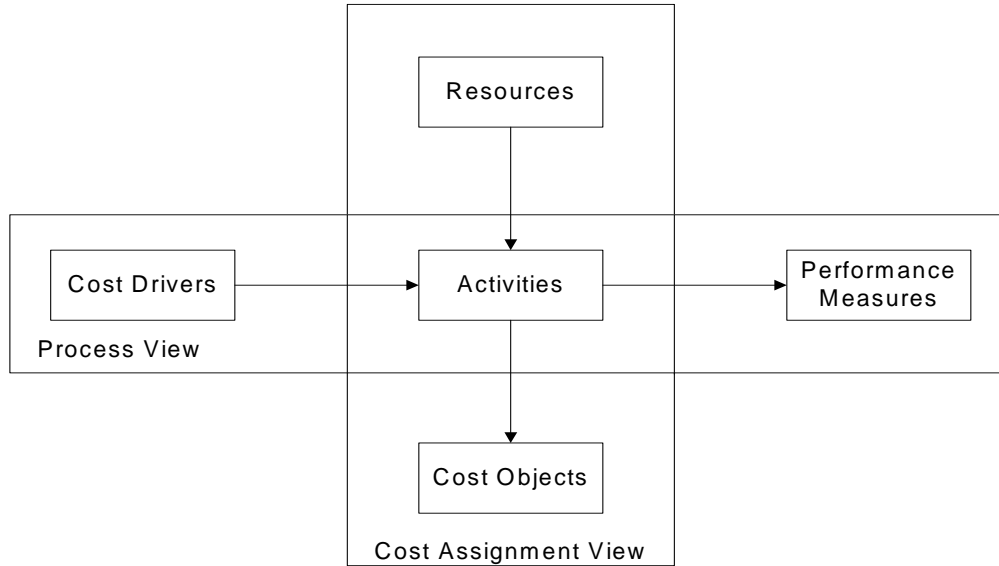 Resources
Cost Drivers
Activities
Performance
Measures
Process View
Cost Objects
Cost Assignment View